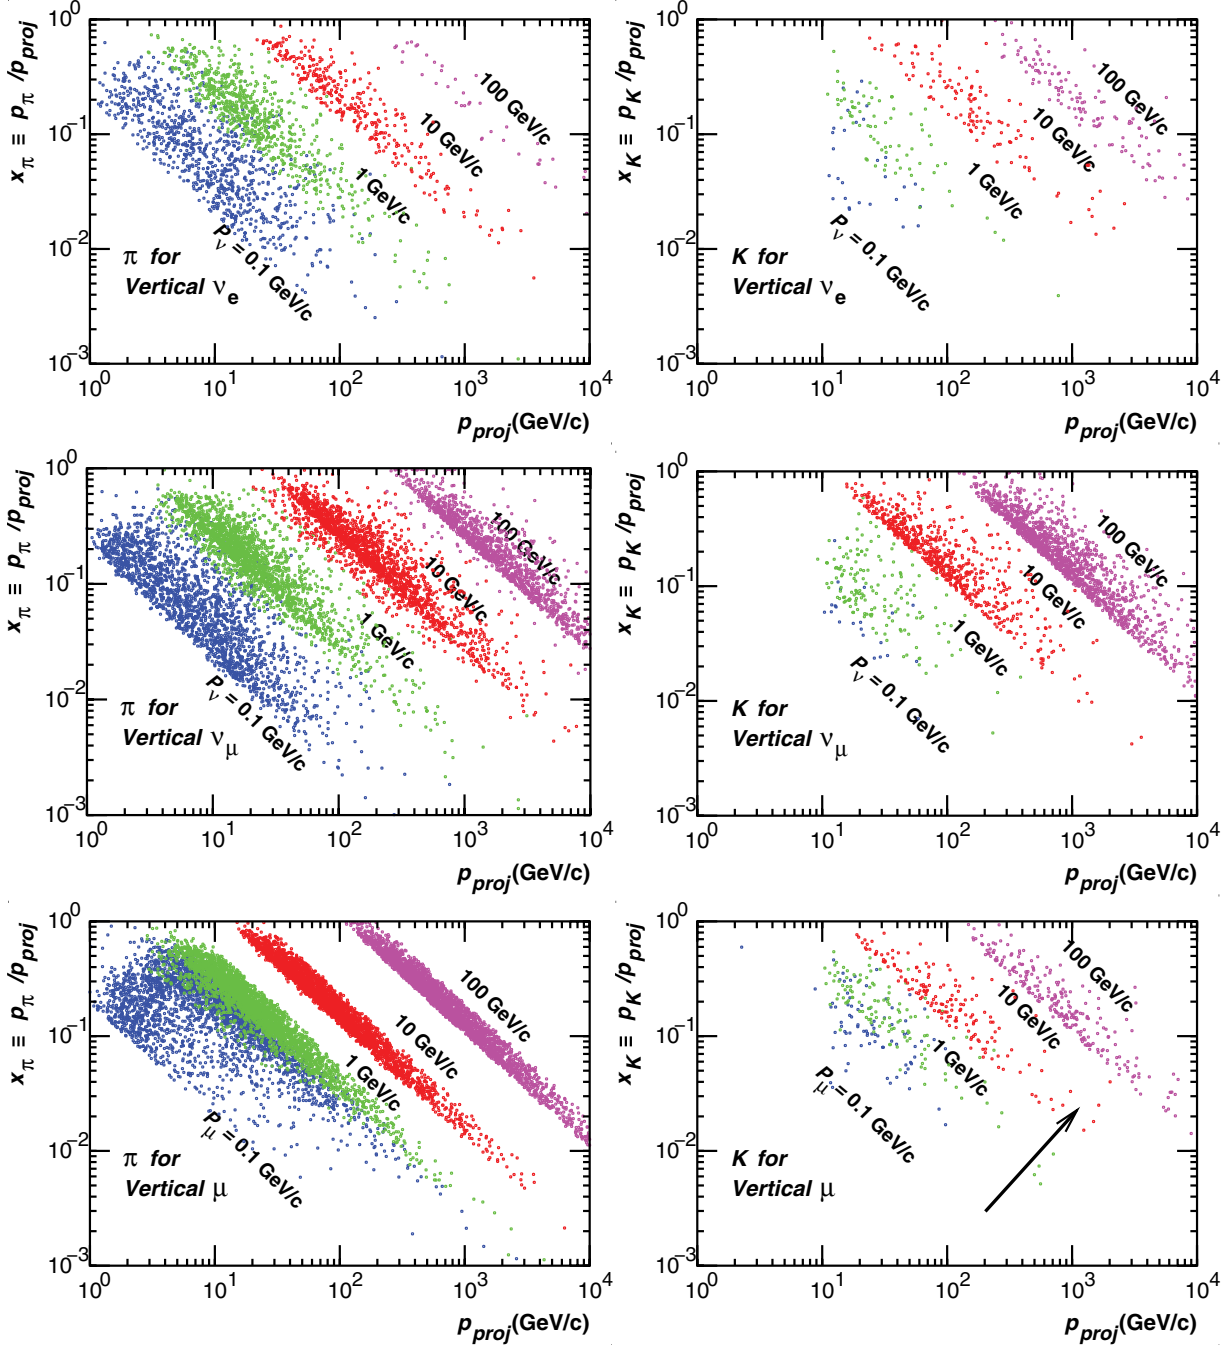 x_π ≡ p_π /p_proj
10^0
10^−1
10^−2
10^−3
100 GeV/c
10 GeV/c
1 GeV/c
P_ν = 0.1 GeV/c
π for
Vertical ν_e
10^0 10^1 10^2 10^3 10^4
p_proj(GeV/c)
x_K ≡ p_K /p_proj
10^0
10^−1
10^−2
10^−3
100 GeV/c
10 GeV/c
1 GeV/c
P_ν = 0.1 GeV/c
K for
Vertical ν_e
10^0 10^1 10^2 10^3 10^4
p_proj(GeV/c)
x_π ≡ p_π /p_proj
10^0
10^−1
10^−2
10^−3
100 GeV/c
10 GeV/c
1 GeV/c
P_ν = 0.1 GeV/c
π for
Vertical ν_μ
10^0 10^1 10^2 10^3 10^4
p_proj(GeV/c)
x_K ≡ p_K /p_proj
10^0
10^−1
10^−2
10^−3
100 GeV/c
10 GeV/c
1 GeV/c
P_ν = 0.1 GeV/c
K for
Vertical ν_μ
10^0 10^1 10^2 10^3 10^4
p_proj(GeV/c)
x_π ≡ p_π /p_proj
10^0
10^−1
10^−2
10^−3
100 GeV/c
10 GeV/c
1 GeV/c
P_μ = 0.1 GeV/c
π for
Vertical μ
10^0 10^1 10^2 10^3 10^4
p_proj(GeV/c)
x_K ≡ p_K /p_proj
10^0
10^−1
10^−2
10^−3
100 GeV/c
10 GeV/c
1 GeV/c
P_μ = 0.1 GeV/c
K for
Vertical μ
10^0 10^1 10^2 10^3 10^4
p_proj(GeV/c)